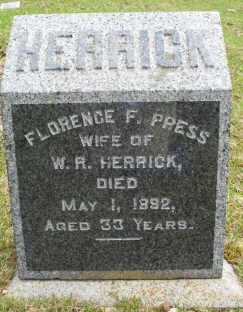 HERRICK
FLORENCE F. PRESS
WIFE OF
W. R. HERRICK,
DIED
MAY 1, 1892,
AGED 33 YEARS.